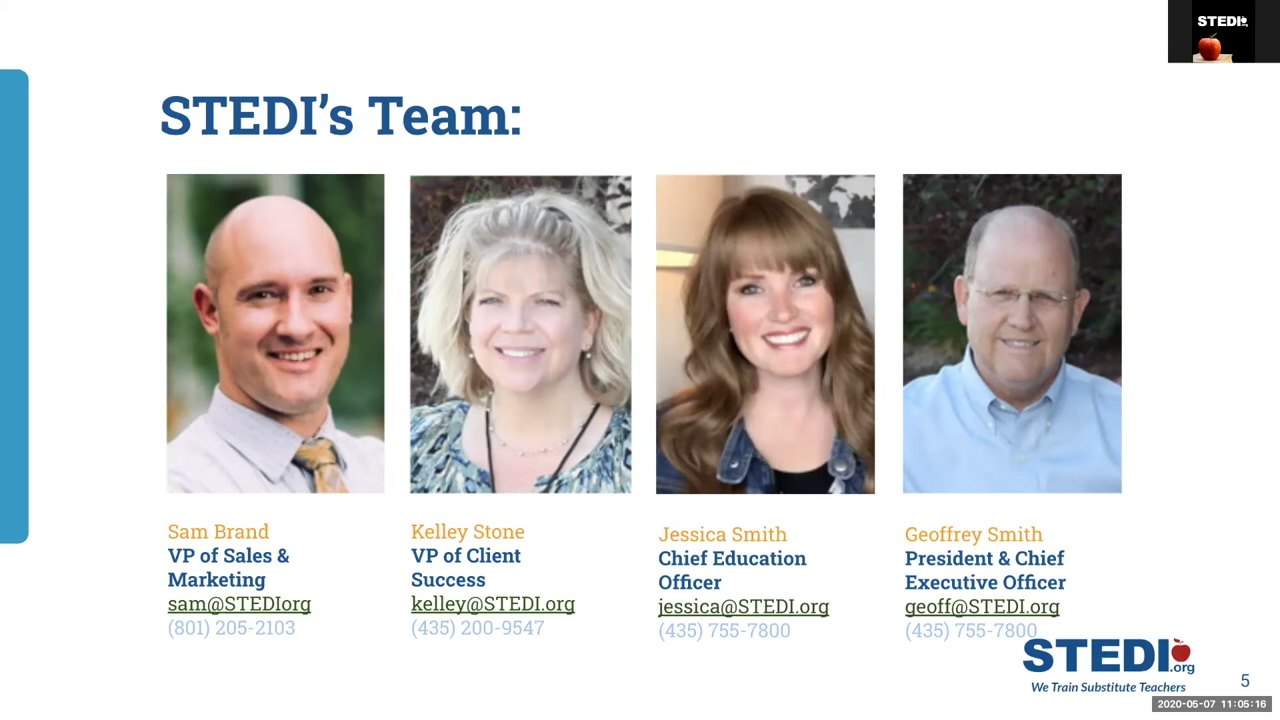 STEDI
STEDI's Team:
Sam Brand
VP of Sales &
Marketing
sam@STEDIorg
(801) 205-2103
Kelley Stone
VP of Client
Success
kelley@STEDI.org
(435) 200-9547
Jessica Smith
Chief Education
Officer
jessica@STEDI.org
(435) 755-7800
Geoffrey Smith
President & Chief
Executive Officer
geoff@STEDI.org
(435) 755-7800
STEDI.org
We Train Substitute Teachers
5
2020-05-07 11:05:16